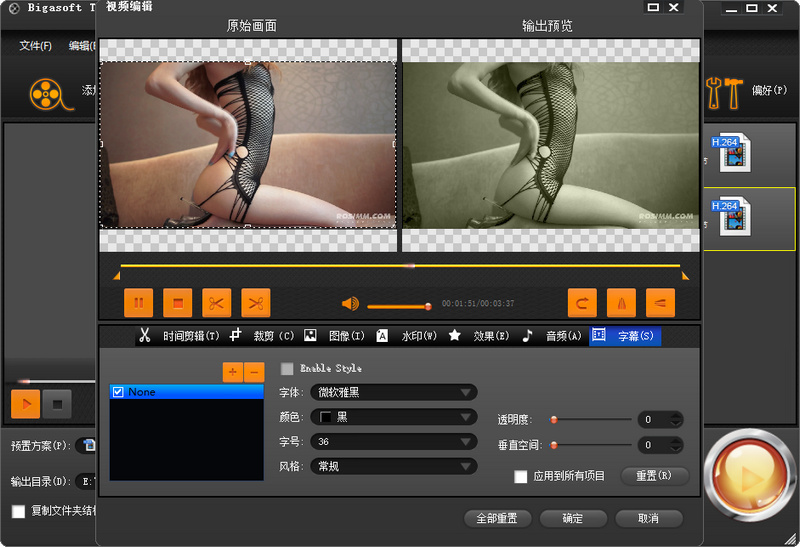 Bigasoft T
视频编辑
原始画面
输出预览
文件(F)
编辑(E
添加
偏好(P)
H.264
H.264
ROSIMM.COM
ROSIMM.COM
00:01:51/00:03:37
时间剪辑(T)
裁剪(C)
图像(I)
A
水印(W)
效果(E)
音频(A)
字幕(S)
None
Enable Style
字体:
微软雅黑
颜色:
黑
字号:
36
风格:
常规
透明度:
0
垂直空间:
0
应用到所有项目
重置(R)
预置方案(P):
输出目录(D):
E:
复制文件夹结构
全部重置
确定
取消